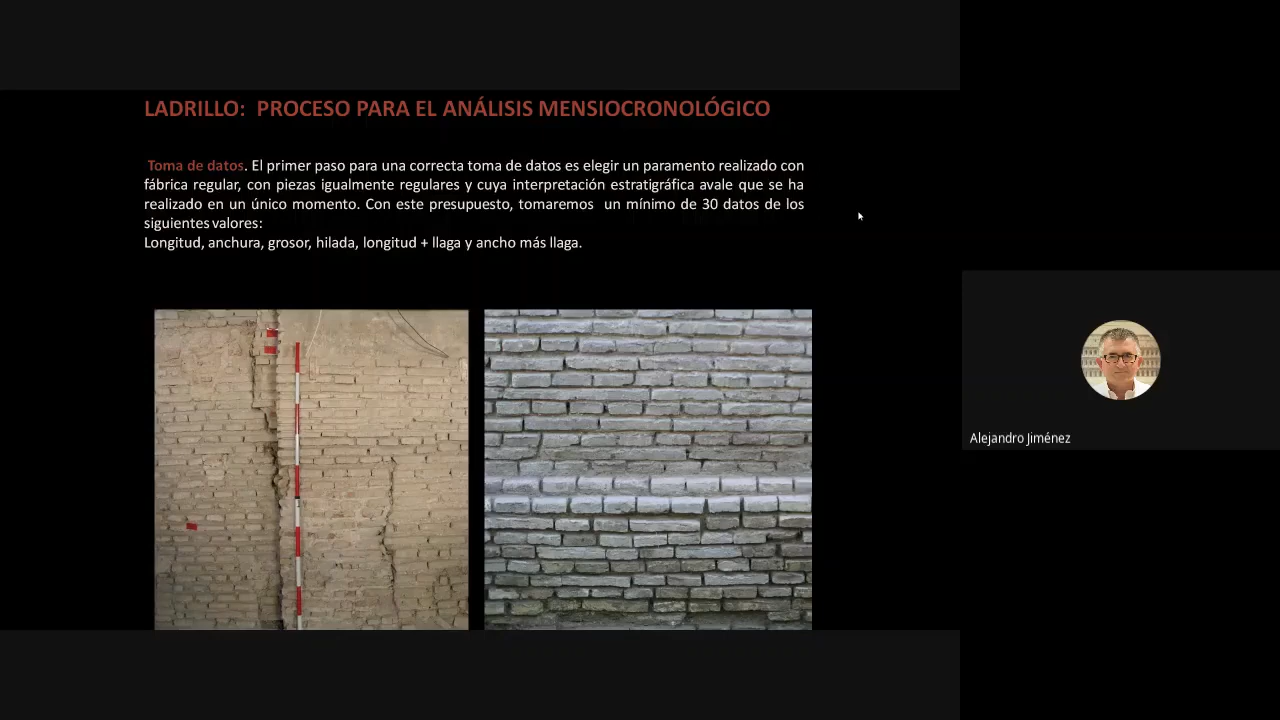 LADRILLO: PROCESO PARA EL ANÁLISIS MENSIOCRONOLÓGICO
Toma de datos. El primer paso para una correcta toma de datos es elegir un paramento realizado con
fábrica regular, con piezas igualmente regulares y cuya interpretación estratigráfica avale que se ha
realizado en un único momento. Con este presupuesto, tomaremos un mínimo de 30 datos de los
siguientes valores:
Longitud, anchura, grosor, hilada, longitud + llaga y ancho más llaga.
Alejandro Jiménez